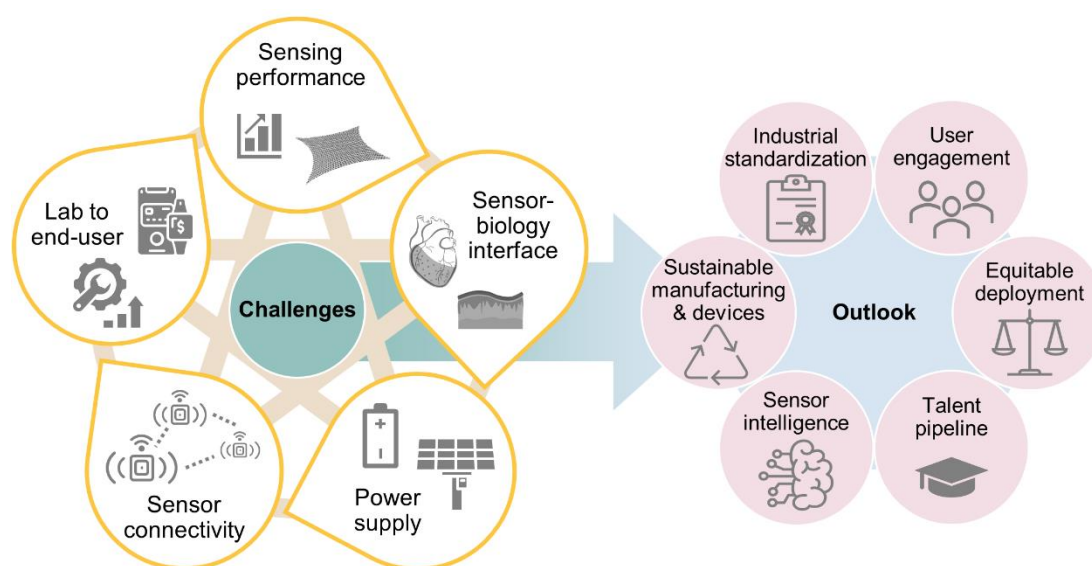 Sensing
performance
Lab to
end-user
$
Sensor-
biology
interface
Challenges
Sensor
connectivity
+
-
Power
supply
Industrial
standardization
User
engagement
Sustainable
manufacturing
& devices
Outlook
Equitable
deployment
Sensor
intelligence
Talent
pipeline